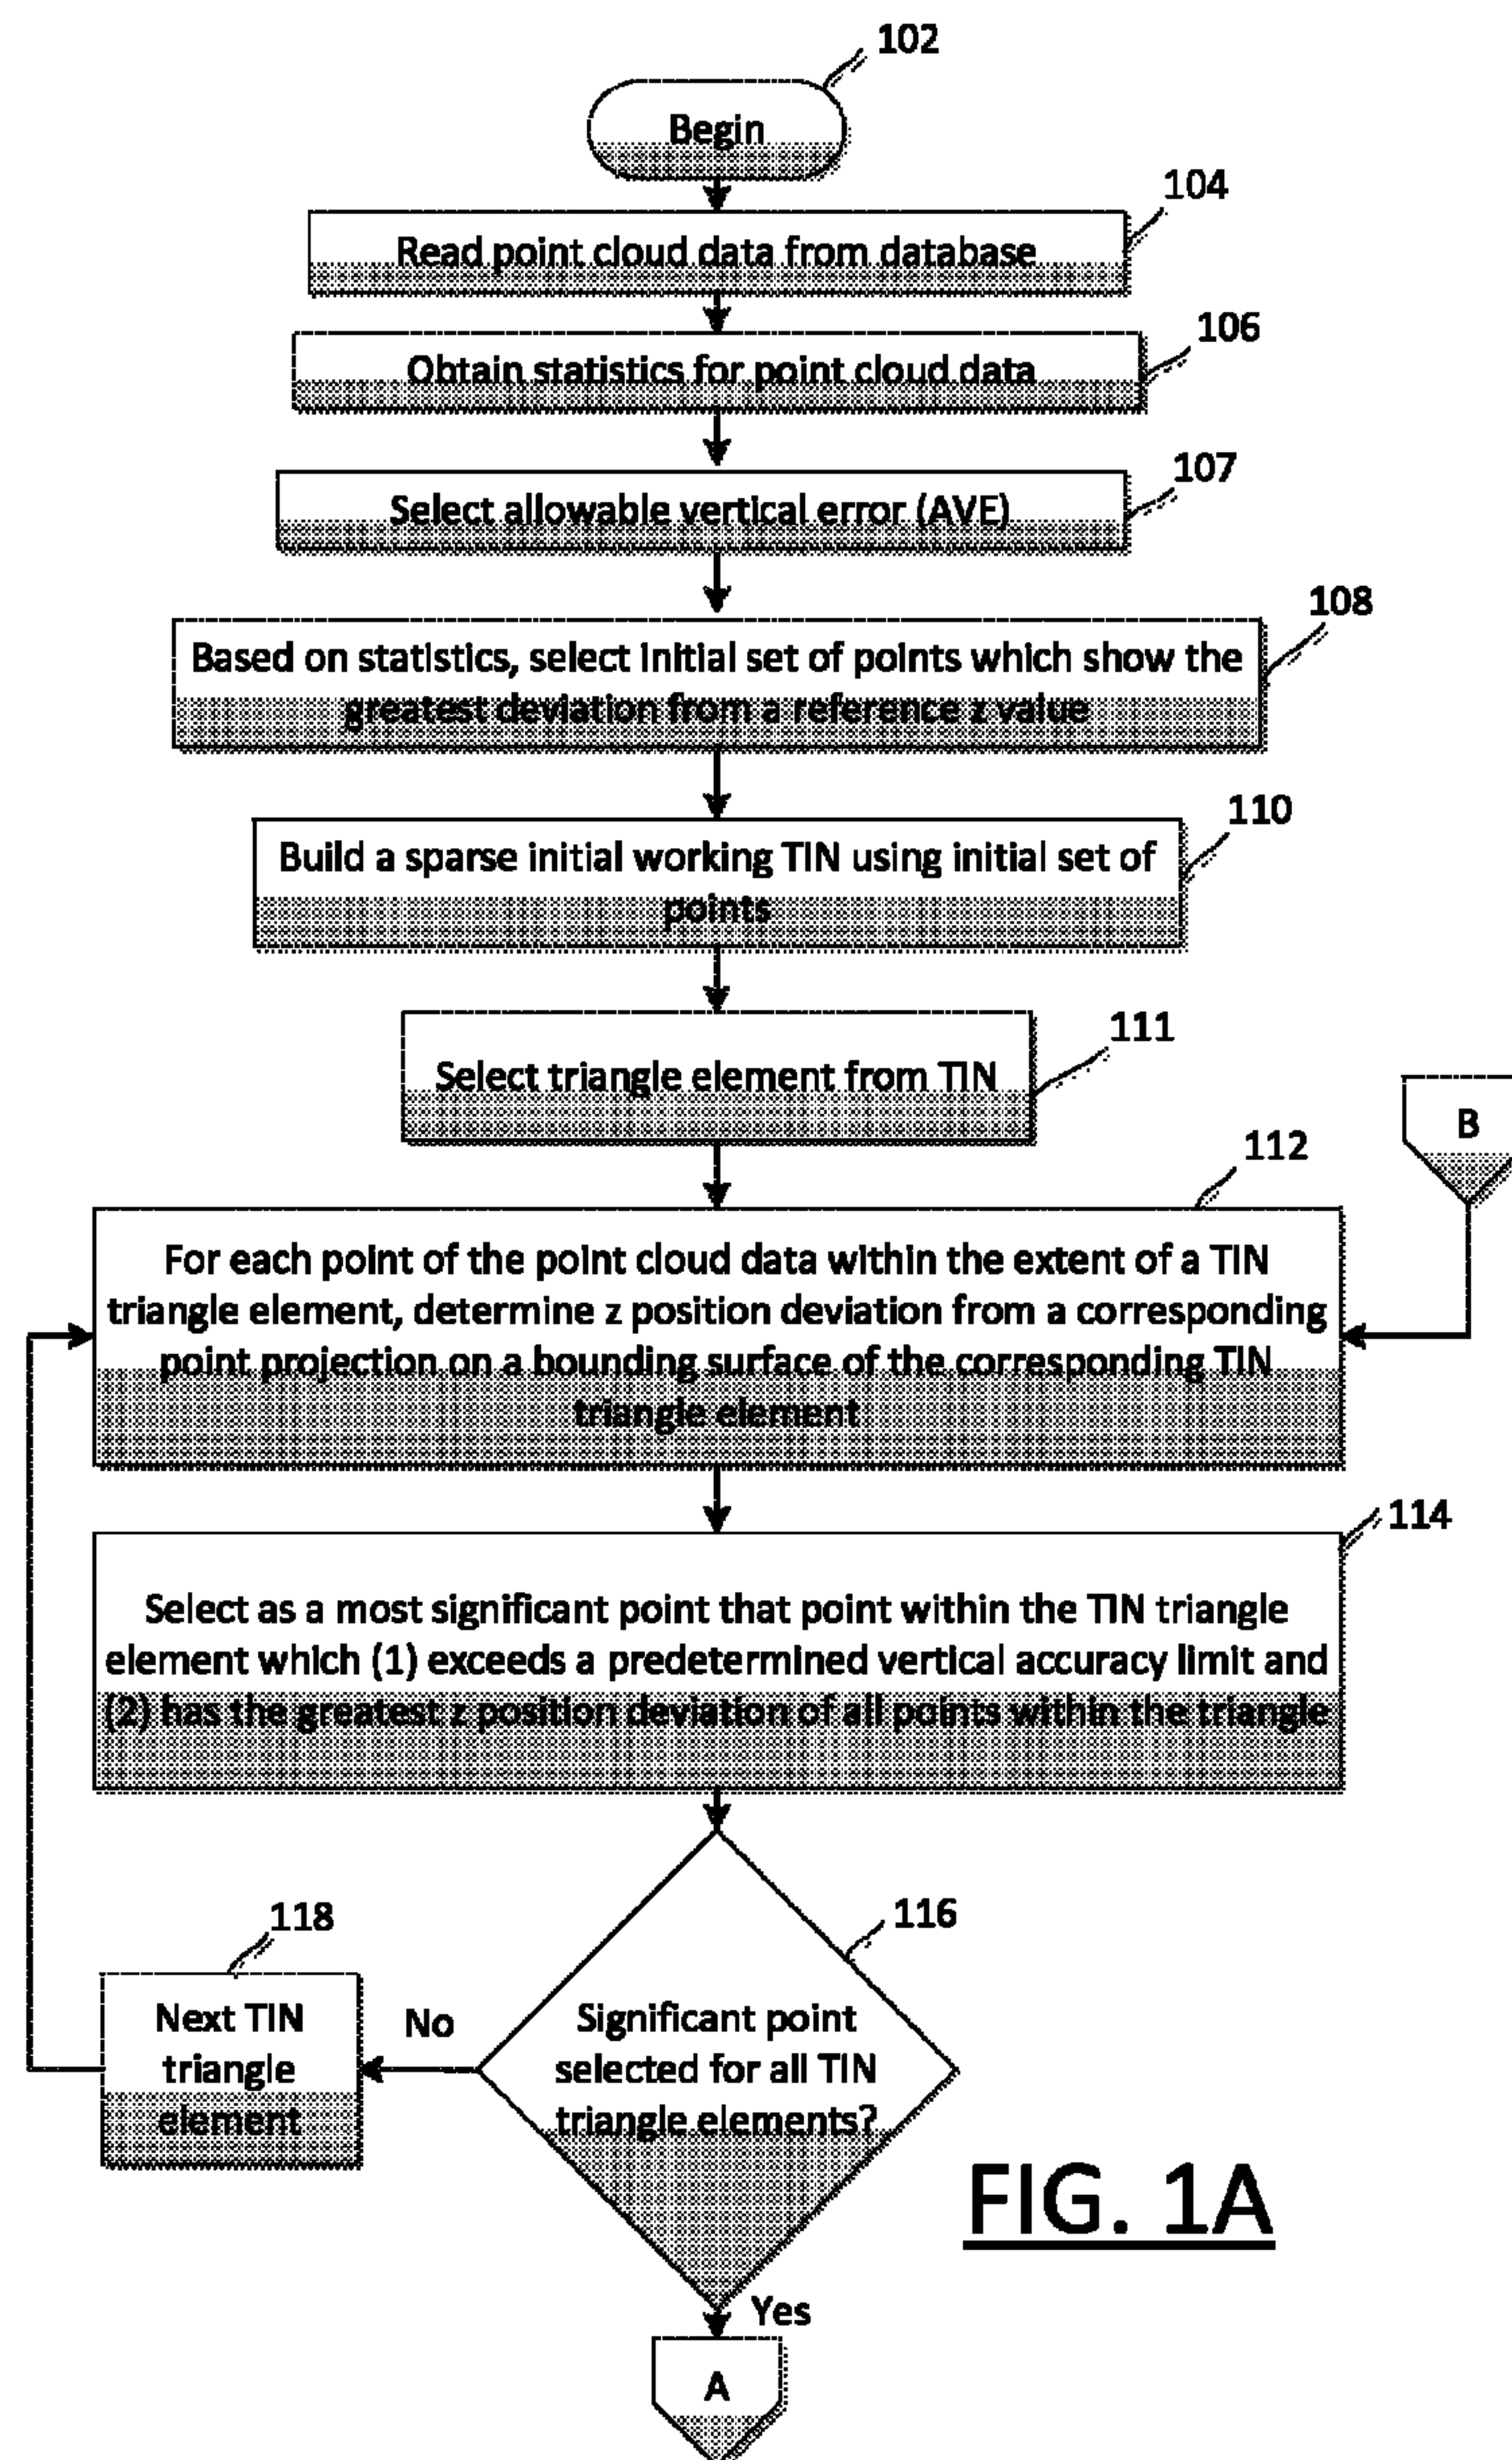 102
Begin
104
Read point cloud data from database
106
Obtain statistics for point cloud data
107
Select allowable vertical error (AVE)
108
Based on statistics, select initial set of points which show the
greatest deviation from a reference z value
110
Build a sparse initial working TIN using initial set of
points
111
Select triangle element from TIN
B
112
For each point of the point cloud data within the extent of a TIN
triangle element, determine z position deviation from a corresponding
point projection on a bounding surface of the corresponding TIN
triangle element
114
Select as a most significant point that point within the TIN triangle
element which (1) exceeds a predetermined vertical accuracy limit and
(2) has the greatest z position deviation of all points within the triangle
116
118
Next TIN
triangle
element
No
Significant point
selected for all TIN
triangle elements?
FIG. 1A
Yes
A